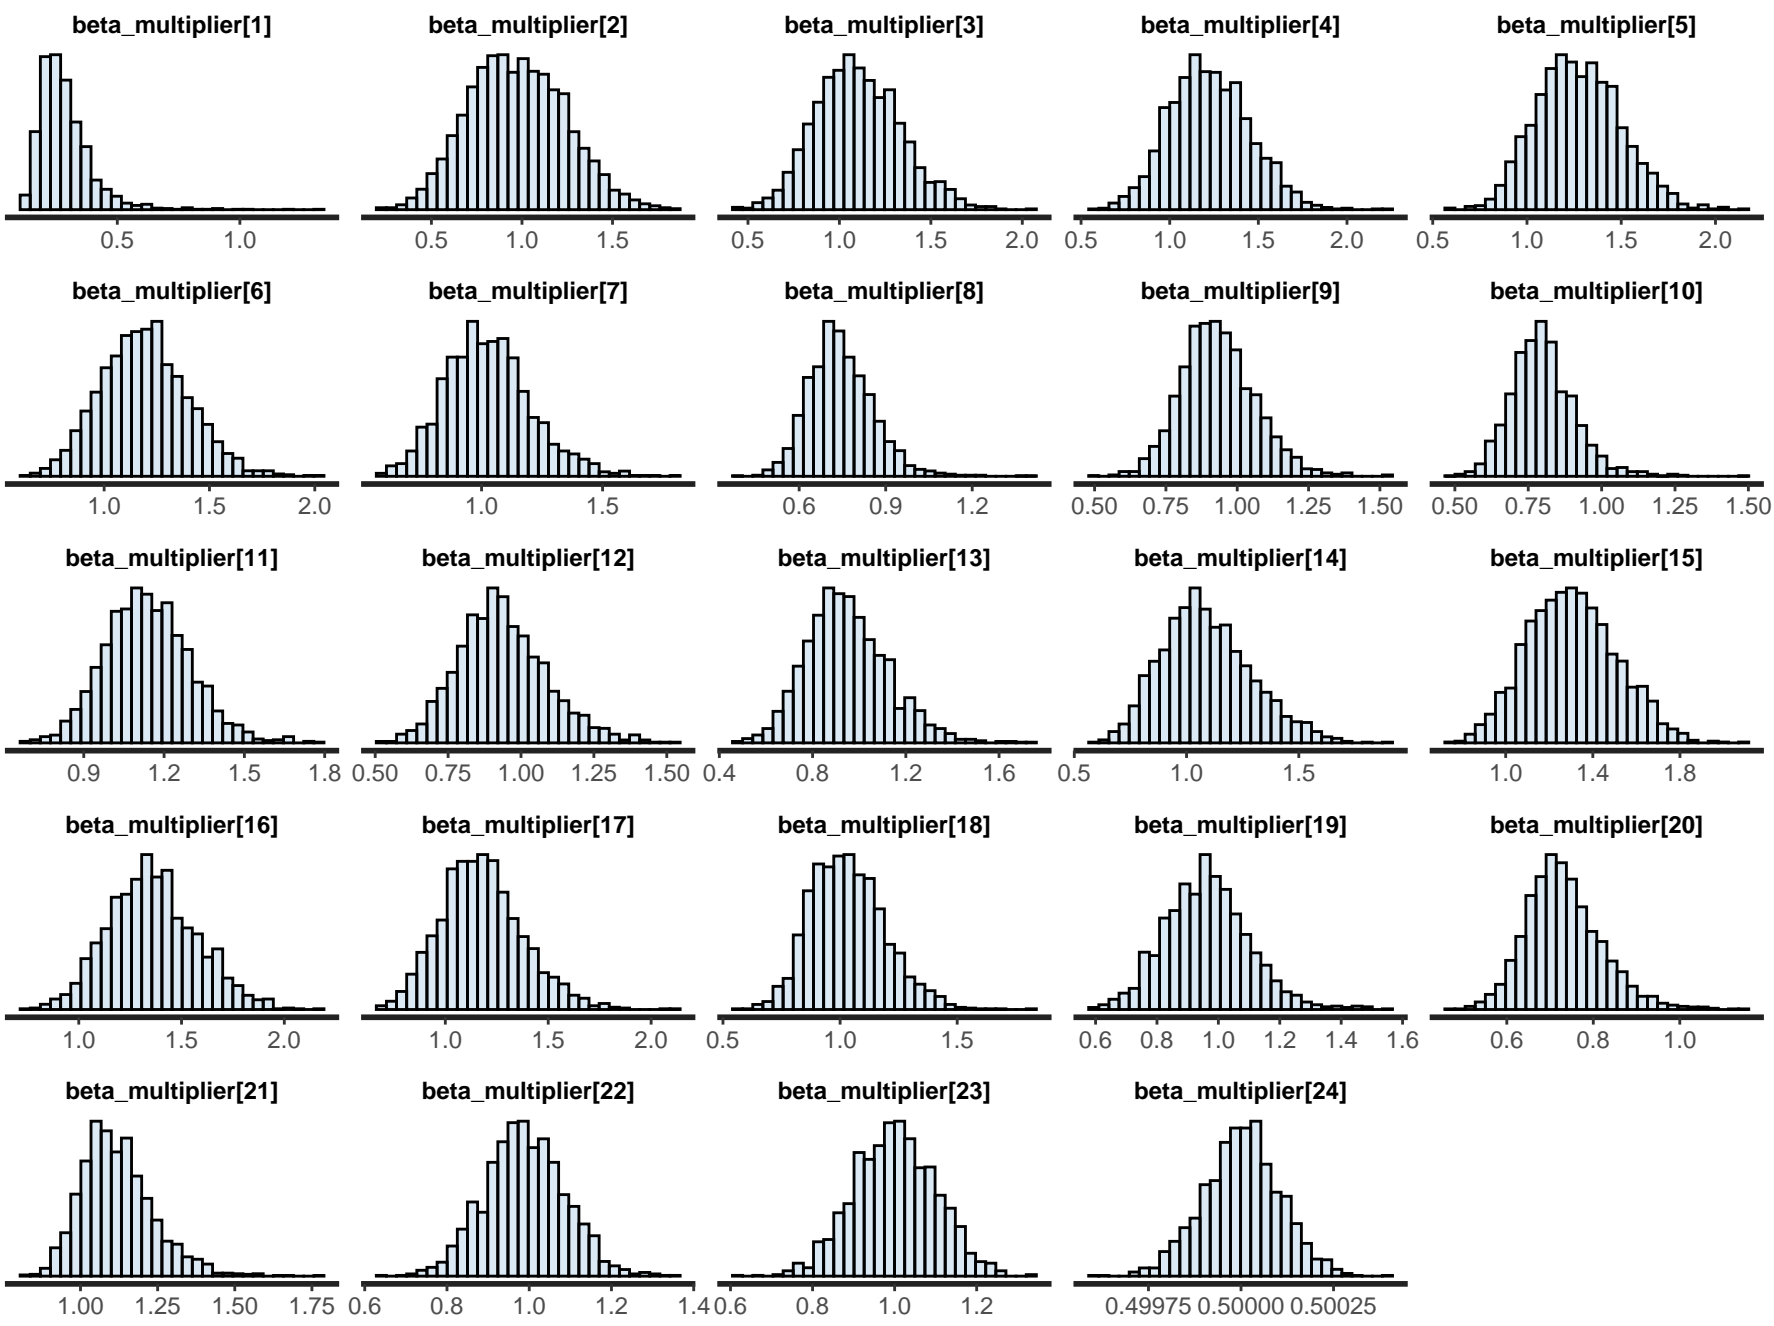 beta_multiplier[1] beta_multiplier[2] beta_multiplier[3] beta_multiplier[4] beta_multiplier[5]
0.5 1.0 0.5 1.0 1.5 0.5 1.0 1.5 2.0 0.5 1.0 1.5 2.0 0.5 1.0 1.5 2.0
beta_multiplier[6] beta_multiplier[7] beta_multiplier[8] beta_multiplier[9] beta_multiplier[10]
1.0 1.5 2.0 1.0 1.5 0.6 0.9 1.2 0.50 0.75 1.00 1.25 1.50 0.50 0.75 1.00 1.25 1.50
beta_multiplier[11] beta_multiplier[12] beta_multiplier[13] beta_multiplier[14] beta_multiplier[15]
0.9 1.2 1.5 1.8 0.50 0.75 1.00 1.25 1.50 0.4 0.8 1.2 1.6 0.5 1.0 1.5 1.0 1.4 1.8
beta_multiplier[16] beta_multiplier[17] beta_multiplier[18] beta_multiplier[19] beta_multiplier[20]
1.0 1.5 2.0 1.0 1.5 2.0 0.5 1.0 1.5 0.6 0.8 1.0 1.2 1.4 1.6 0.6 0.8 1.0
beta_multiplier[21] beta_multiplier[22] beta_multiplier[23] beta_multiplier[24]
1.00 1.25 1.50 1.75 0.6 0.8 1.0 1.2 1.4 0.6 0.8 1.0 1.2 0.49975 0.50000 0.50025